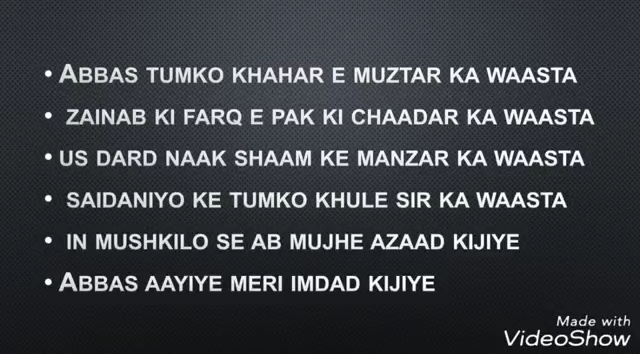 • ABBAS TUMKO KHAHAR E MUZTAR KA WAASTA
• ZAINAB KI FARQ E PAK KI CHAADAR KA WAASTA
• US DARD NAAK SHAAM KE MANZAR KA WAASTA
• SAIDANIYO KE TUMKO KHULE SIR KA WAASTA
• IN MUSHKILO SE AB MUJHE AZAAD KIJIYE
• ABBAS AAYIYE MERI IMDAD KIJIYE
Made with
VideoShow